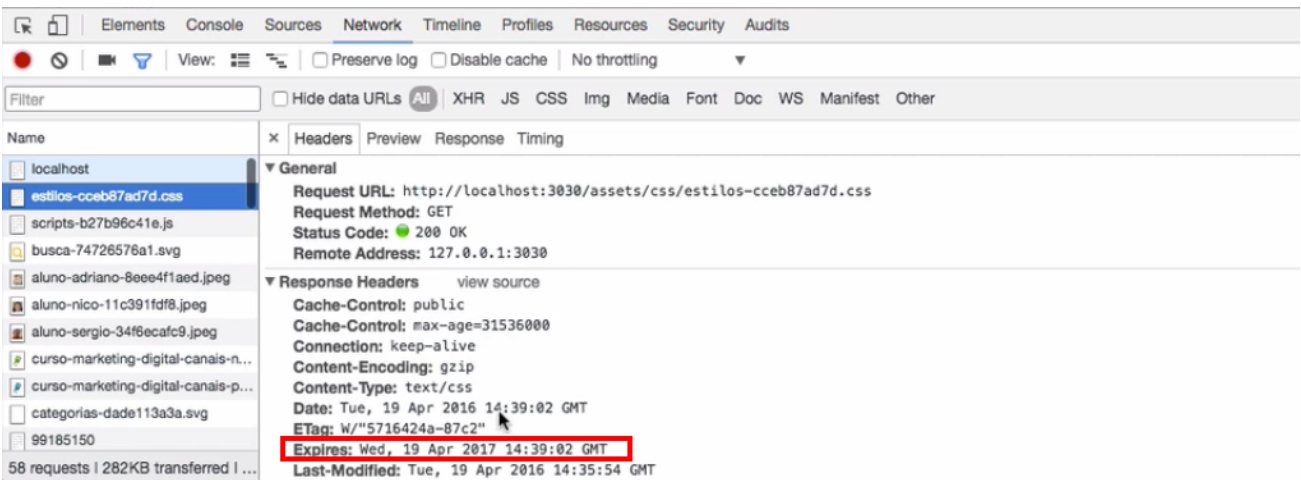 Elements Console Sources Network Timeline Profiles Resources Security Audits
View: Preserve log Disable cache No throttling ▼
Filter Hide data URLs All XHR JS CSS Img Media Font Doc WS Manifest Other
Name
× Headers Preview Response Timing
localhost
estilos-cceb87ad7d.css
scripts-b27b96c41e.js
busca-74726576a1.svg
aluno-adriano-8eee4f1aed.jpeg
aluno-nico-11c391fdf8.jpeg
aluno-sergio-34f6ecafc9.jpeg
curso-marketing-digital-canais-n...
curso-marketing-digital-canais-p...
categorias-dade113a3a.svg
99185150
58 requests | 282KB transferred | ...
▼ General
Request URL: http://localhost:3030/assets/css/estilos-cceb87ad7d.css
Request Method: GET
Status Code: 200 OK
Remote Address: 127.0.0.1:3030
▼ Response Headers view source
Cache-Control: public
Cache-Control: max-age=31536000
Connection: keep-alive
Content-Encoding: gzip
Content-Type: text/css
Date: Tue, 19 Apr 2016 14:39:02 GMT
ETag: W/"5716424a-87c2"
Expires: Wed, 19 Apr 2017 14:39:02 GMT
Last-Modified: Tue, 19 Apr 2016 14:35:54 GMT